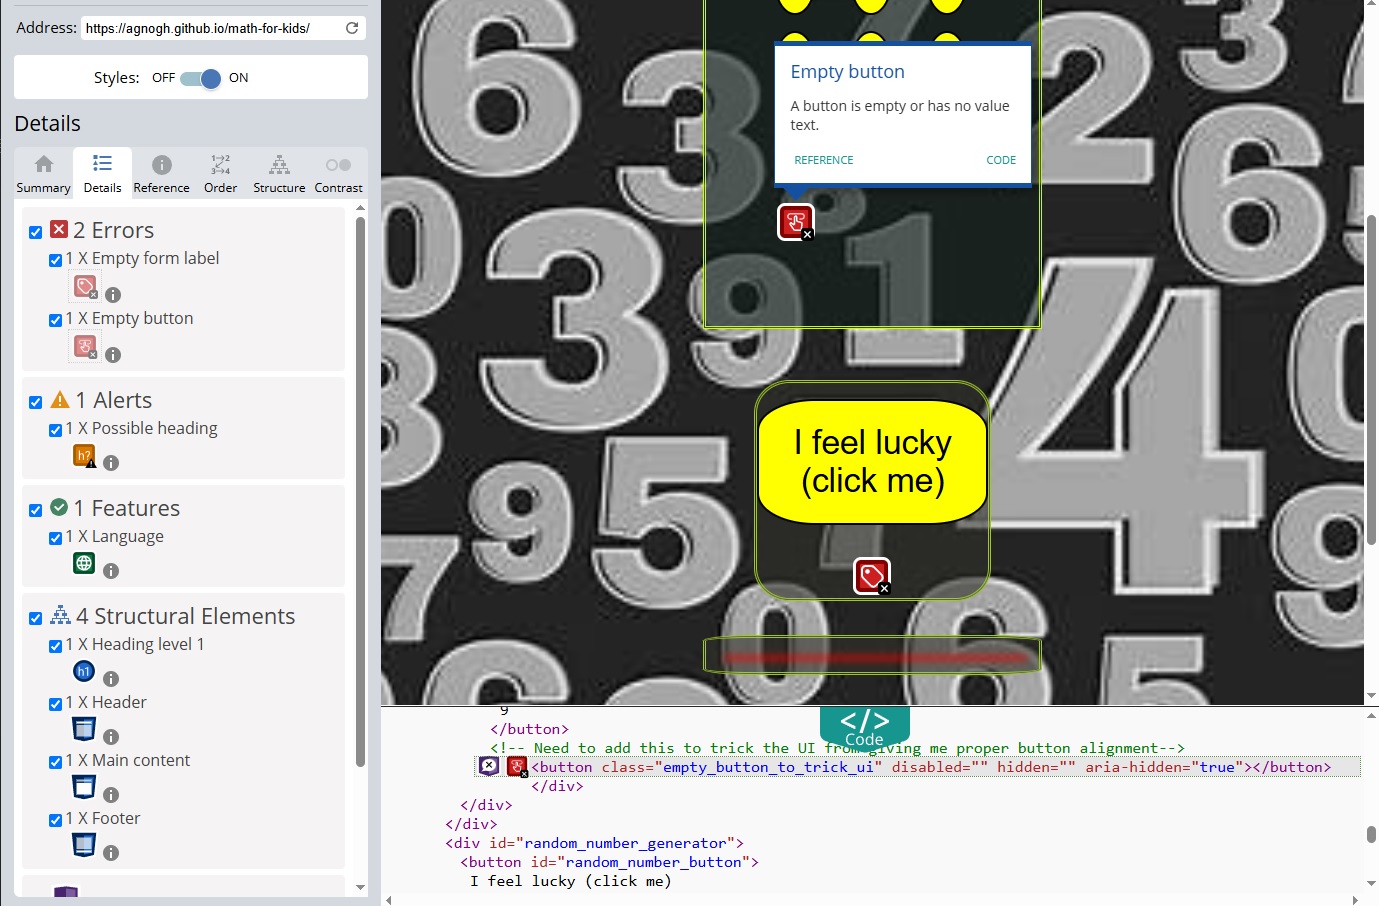 Address: https://agnogh.github.io/math-for-kids/
Styles: OFF ON
Details
Summary Details Reference Order Structure Contrast
2 Errors
1 X Empty form label
1 X Empty button
1 Alerts
1 X Possible heading
h?
1 Features
1 X Language
4 Structural Elements
1 X Heading level 1
h1
1 X Header
1 X Main content
1 X Footer
Empty button
A button is empty or has no value
text.
REFERENCE CODE
I feel lucky
(click me)
</>
Code
9
</button>
<!-- Need to add this to trick the UI from giving me proper button alignment-->
<button class="empty_button_to_trick_ui" disabled="" hidden="" aria-hidden="true"></button>
</div>
</div>
</div>
<div id="random_number_generator">
<button id="random_number_button">
I feel lucky (click me)